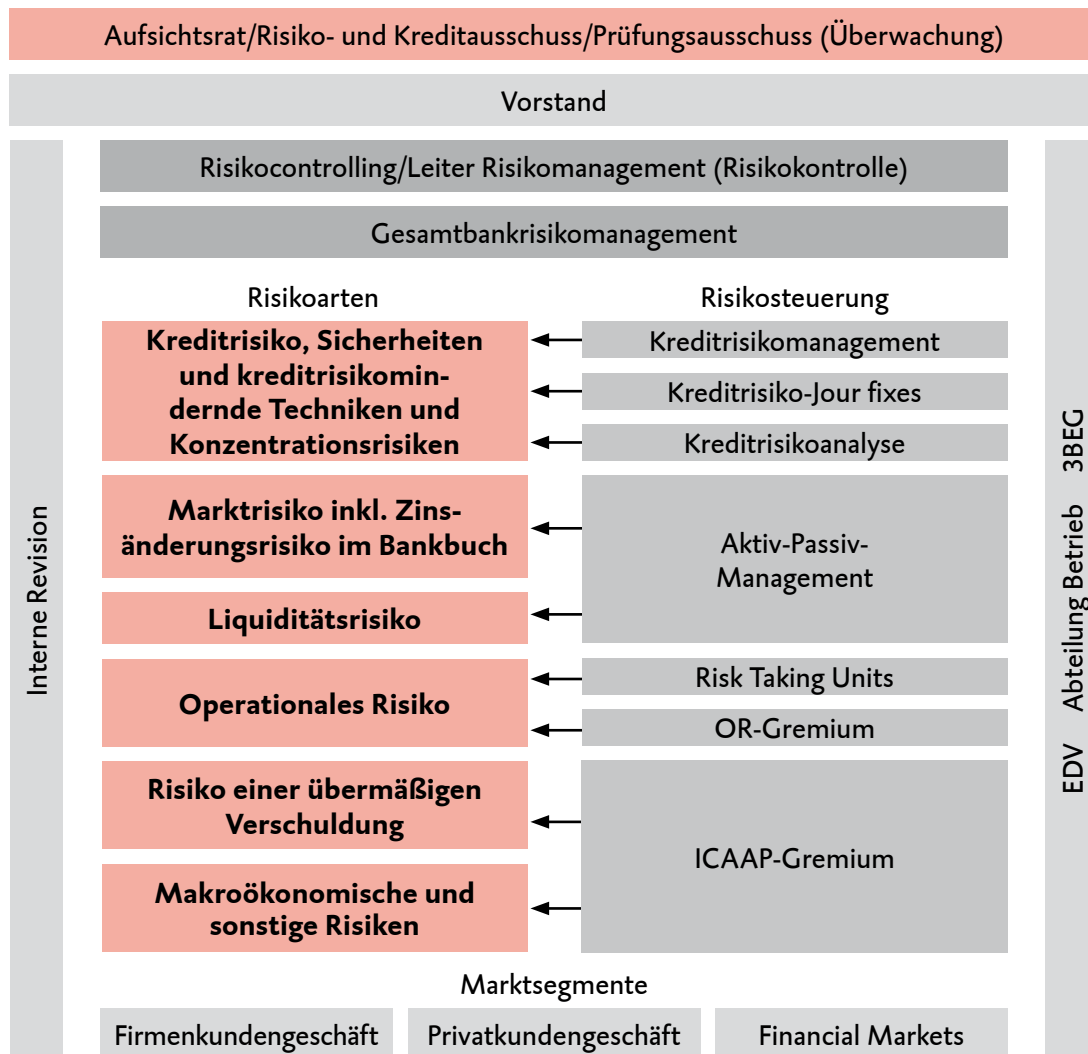 Aufsichtsrat/Risiko- und Kreditausschuss/Prüfungsausschuss (Überwachung)
Vorstand
Interne Revision
Risikocontrolling/Leiter Risikomanagement (Risikokontrolle)
Gesamtbankrisikomanagement
Risikoarten
Kreditrisiko, Sicherheiten
und kreditrisikomin-
dernde Techniken und
Konzentrationsrisiken
Marktrisiko inkl. Zins-
änderungsrisiko im Bankbuch
Liquiditätsrisiko
Operationales Risiko
Risiko einer übermäßigen
Verschuldung
Makroökonomische und
sonstige Risiken
Risikosteuerung
Kreditrisikomanagement
Kreditrisiko-Jour fixes
Kreditrisikoanalyse
Aktiv-Passiv-
Management
Risk Taking Units
OR-Gremium
ICAAP-Gremium
EDV Abteilung Betrieb 3BEG
Marktsegmente
Firmenkundengeschäft
Privatkundengeschäft
Financial Markets